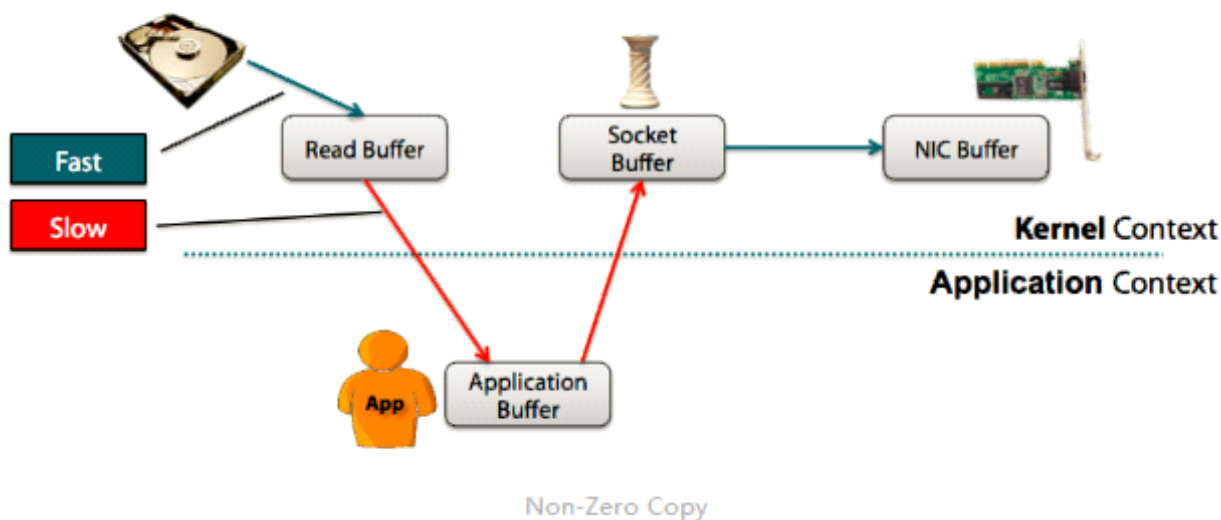 Fast
Slow
Read Buffer
Socket
Buffer
NIC Buffer
Kernel Context
Application Context
App
Application
Buffer
Non-Zero Copy